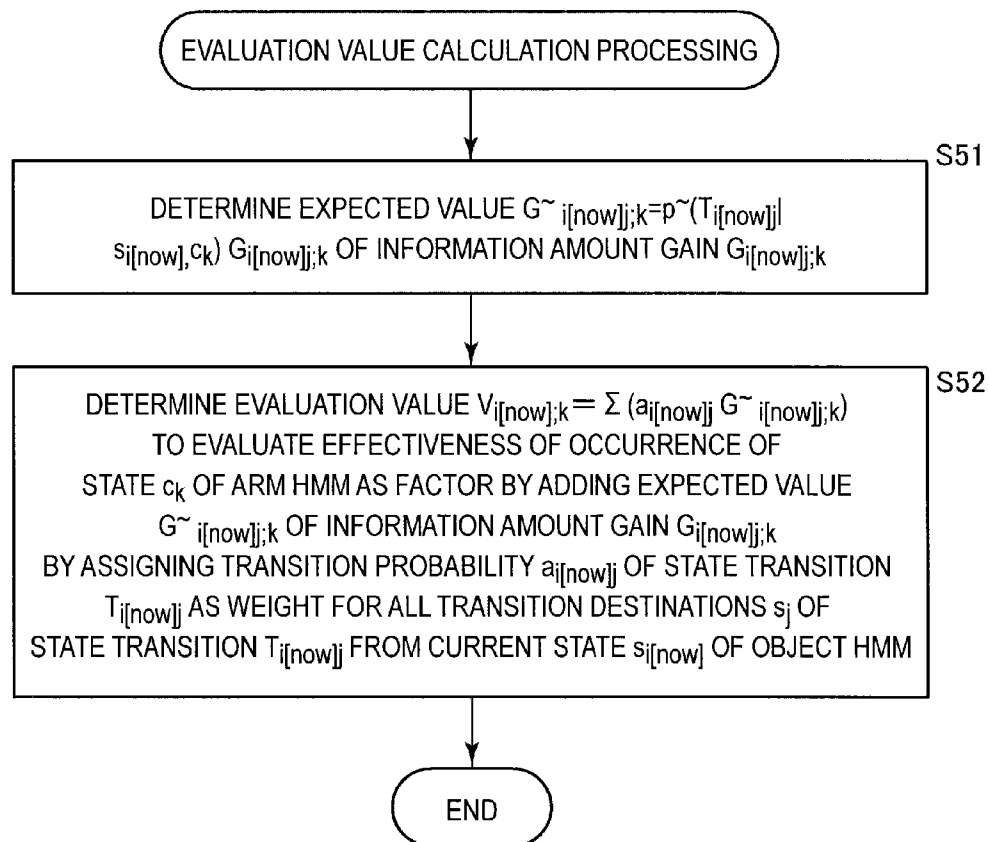 EVALUATION VALUE CALCULATION PROCESSING
S51
DETERMINE EXPECTED VALUE G~ i[now]j;k=p~(Ti[now]j|
si[now],ck) Gi[now]j;k OF INFORMATION AMOUNT GAIN Gi[now]j;k
S52
DETERMINE EVALUATION VALUE Vi[now];k= Σ (ai[now]j G~ i[now]j;k)
TO EVALUATE EFFECTIVENESS OF OCCURRENCE OF
STATE ck OF ARM HMM AS FACTOR BY ADDING EXPECTED VALUE
G~ i[now]j;k OF INFORMATION AMOUNT GAIN Gi[now]j;k
BY ASSIGNING TRANSITION PROBABILITY ai[now]j OF STATE TRANSITION
Ti[now]j AS WEIGHT FOR ALL TRANSITION DESTINATIONS sj OF
STATE TRANSITION Ti[now]j FROM CURRENT STATE si[now] OF OBJECT HMM
END